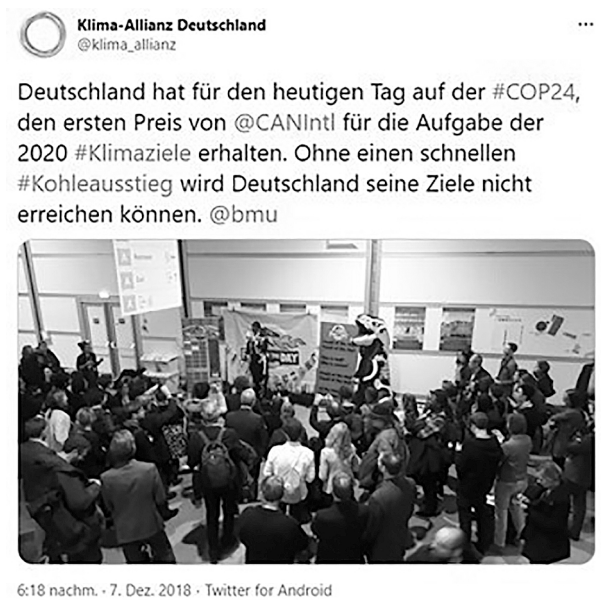 Klima-Allianz Deutschland
@klima_allianz
Deutschland hat für den heutigen Tag auf der #COP24,
den ersten Preis von @CANIntl für die Aufgabe der
2020 #Klimaziele erhalten. Ohne einen schnellen
#Kohleausstieg wird Deutschland seine Ziele nicht
erreichen können. @bmu
DAY
6:18 nachm. · 7. Dez. 2018 · Twitter for Android